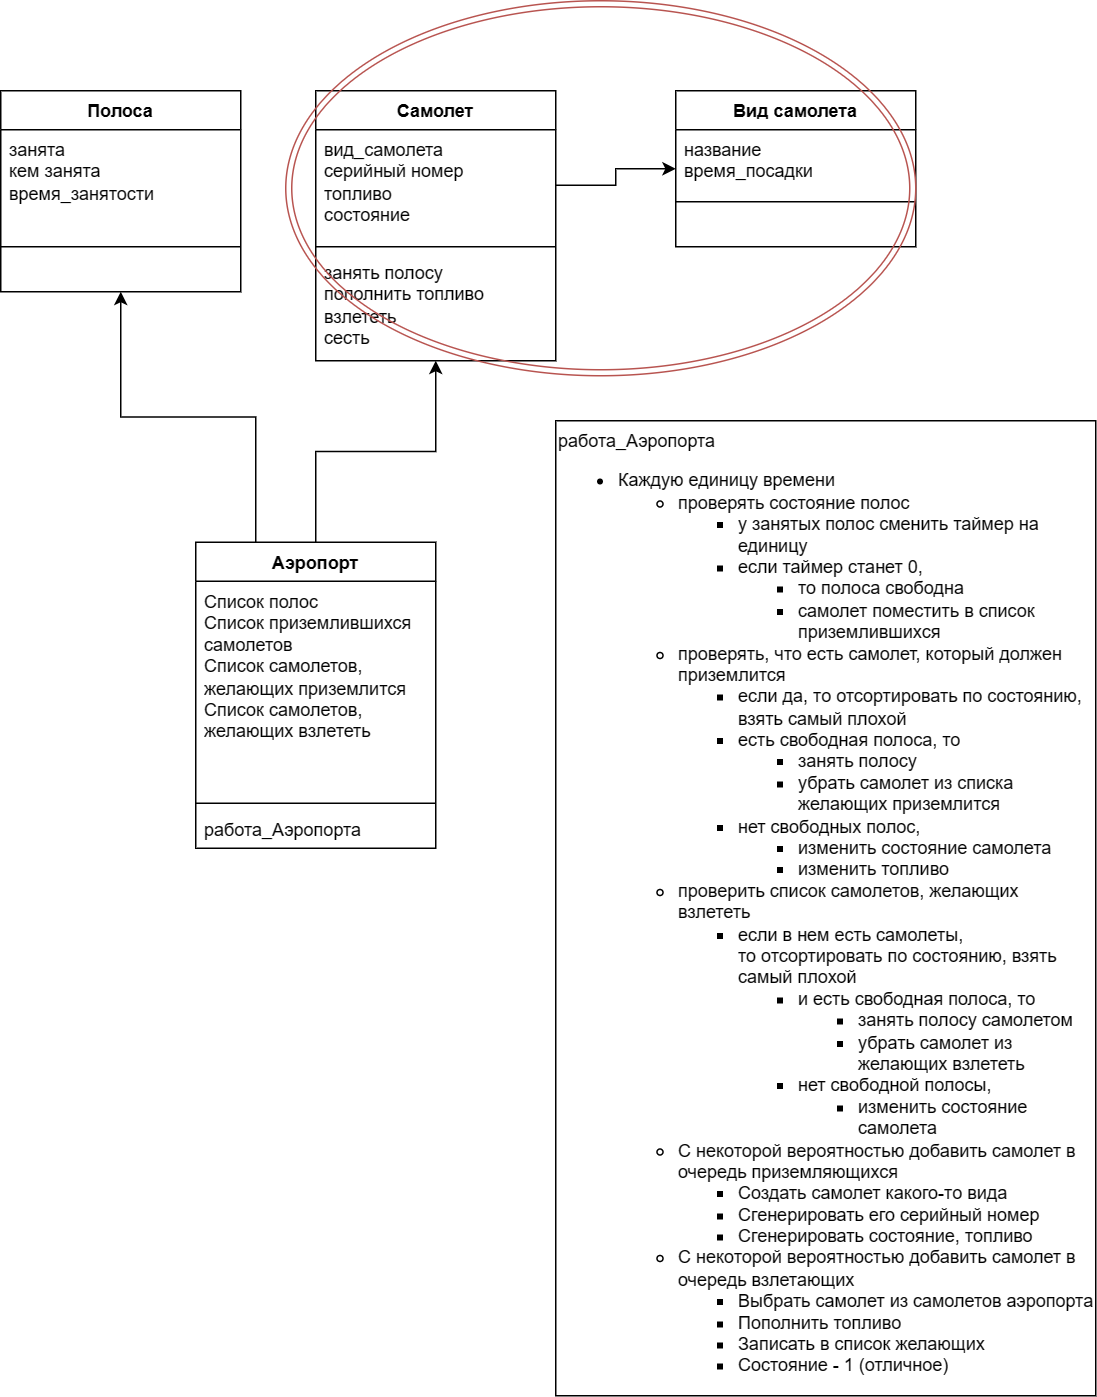 Полоса
занята
кем занята
время_занятости
Самолет
вид_самолета
серийный номер
топливо
состояние
занять полосу
пополнить топливо
взлететь
сесть
Вид самолета
название
время_посадки
Аэропорт
Список полос
Список приземлившихся
самолетов
Список самолетов,
желающих приземлится
Список самолетов,
желающих взлететь
работа_Аэропорта
работа_Аэропорта
Каждую единицу времени
проверять состояние полос
у занятых полос сменить таймер на
единицу
если таймер станет 0,
то полоса свободна
самолет поместить в список
приземлившихся
проверять, что есть самолет, который должен
приземлится
если да, то отсортировать по состоянию,
взять самый плохой
есть свободная полоса, то
занять полосу
убрать самолет из списка
желающих приземлится
нет свободных полос,
изменить состояние самолета
изменить топливо
проверить список самолетов, желающих
взлететь
если в нем есть самолеты,
то отсортировать по состоянию, взять
самый плохой
и есть свободная полоса, то
занять полосу самолетом
убрать самолет из
желающих взлететь
нет свободной полосы,
изменить состояние
самолета
С некоторой вероятностью добавить самолет в
очередь приземляющихся
Создать самолет какого-то вида
Сгенерировать его серийный номер
Сгенерировать состояние, топливо
С некоторой вероятностью добавить самолет в
очередь взлетающих
Выбрать самолет из самолетов аэропорта
Пополнить топливо
Записать в список желающих
Состояние - 1 (отличное)